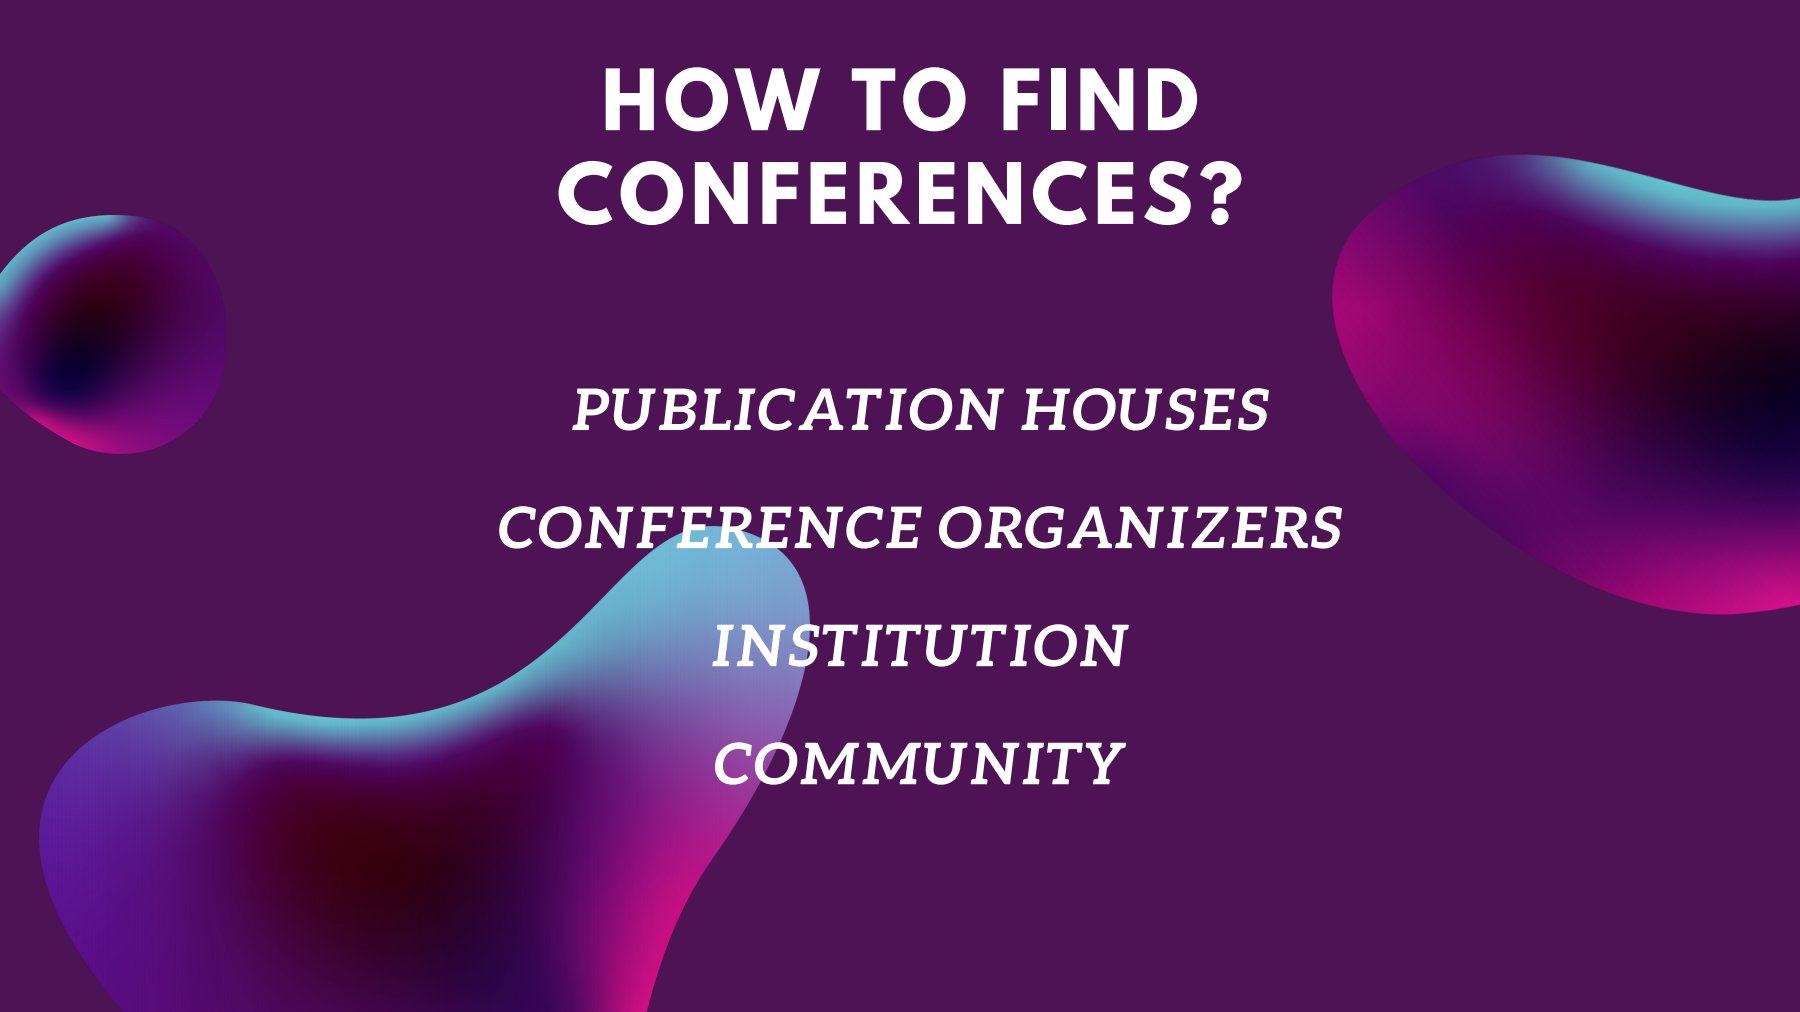 HOW TO FIND
CONFERENCES?
PUBLICATION HOUSES
CONFERENCE ORGANIZERS
INSTITUTION
COMMUNITY